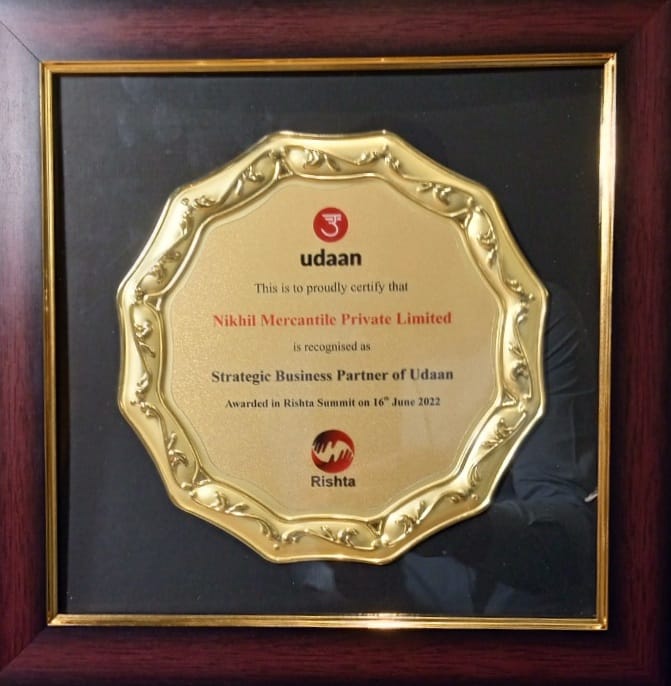 उ
udaan
This is to proudly certify that
Nikhil Mercantile Private Limited
is recognised as
Strategic Business Partner of Udaan
Awarded in Rishta Summit on 16th June 2022
Rishta